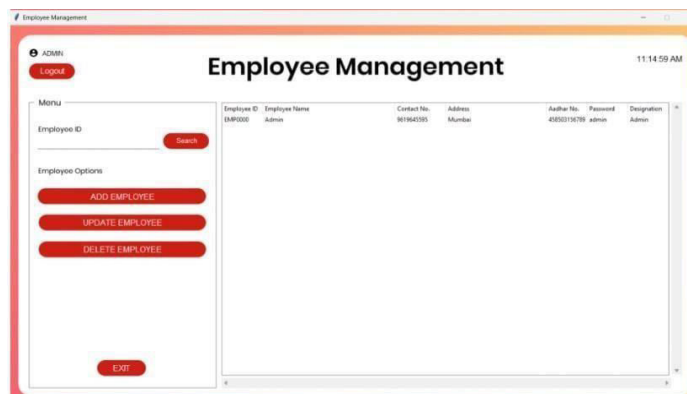 Employee Management
ADMIN
Logout
Employee Management
11:14:59 AM
Menu
Employee ID
Search
Employee Options
ADD EMPLOYEE
UPDATE EMPLOYEE
DELETE EMPLOYEE
EXIT
Employee ID Employee Name Contact No. Address Aadhar No. Password Designation
EMP0000 Admin Mumbai admin Admin